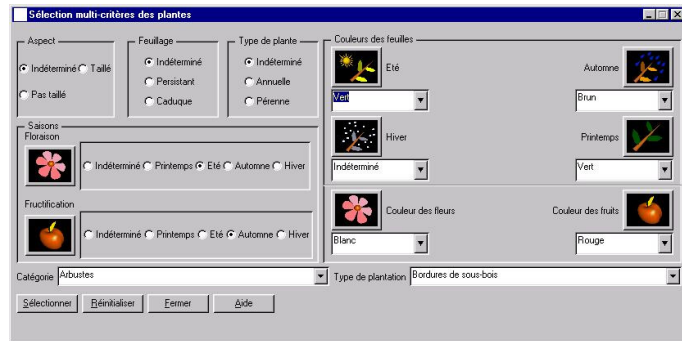 Sélection multi-critères des plantes
Aspect
Indéterminé Taillé
Pas taillé
Feuillage
Indéterminé
Persistant
Caduque
Type de plante
Indéterminé
Annuelle
Pérenne
Couleurs des feuilles
Eté
Vert
Automne
Brun
Hiver
Indéterminé
Printemps
Vert
Saisons
Floraison
Indéterminé Printemps Eté Automne Hiver
Fructification
Indéterminé Printemps Eté Automne Hiver
Couleur des fleurs
Blanc
Couleur des fruits
Rouge
Catégorie Arbustes
Type de plantation Bordures de sous-bois
Sélectionner Réinitialiser Fermer Aide